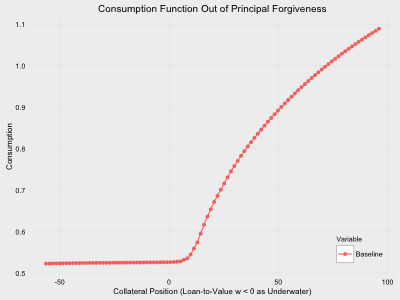 Consumption Function Out of Principal Forgiveness
1.1
1.0
0.9
0.8
0.7
0.6
0.5
Consumption
-50
0
50
100
Collateral Position (Loan-to-Value w < 0 as Underwater)
Variable
Baseline